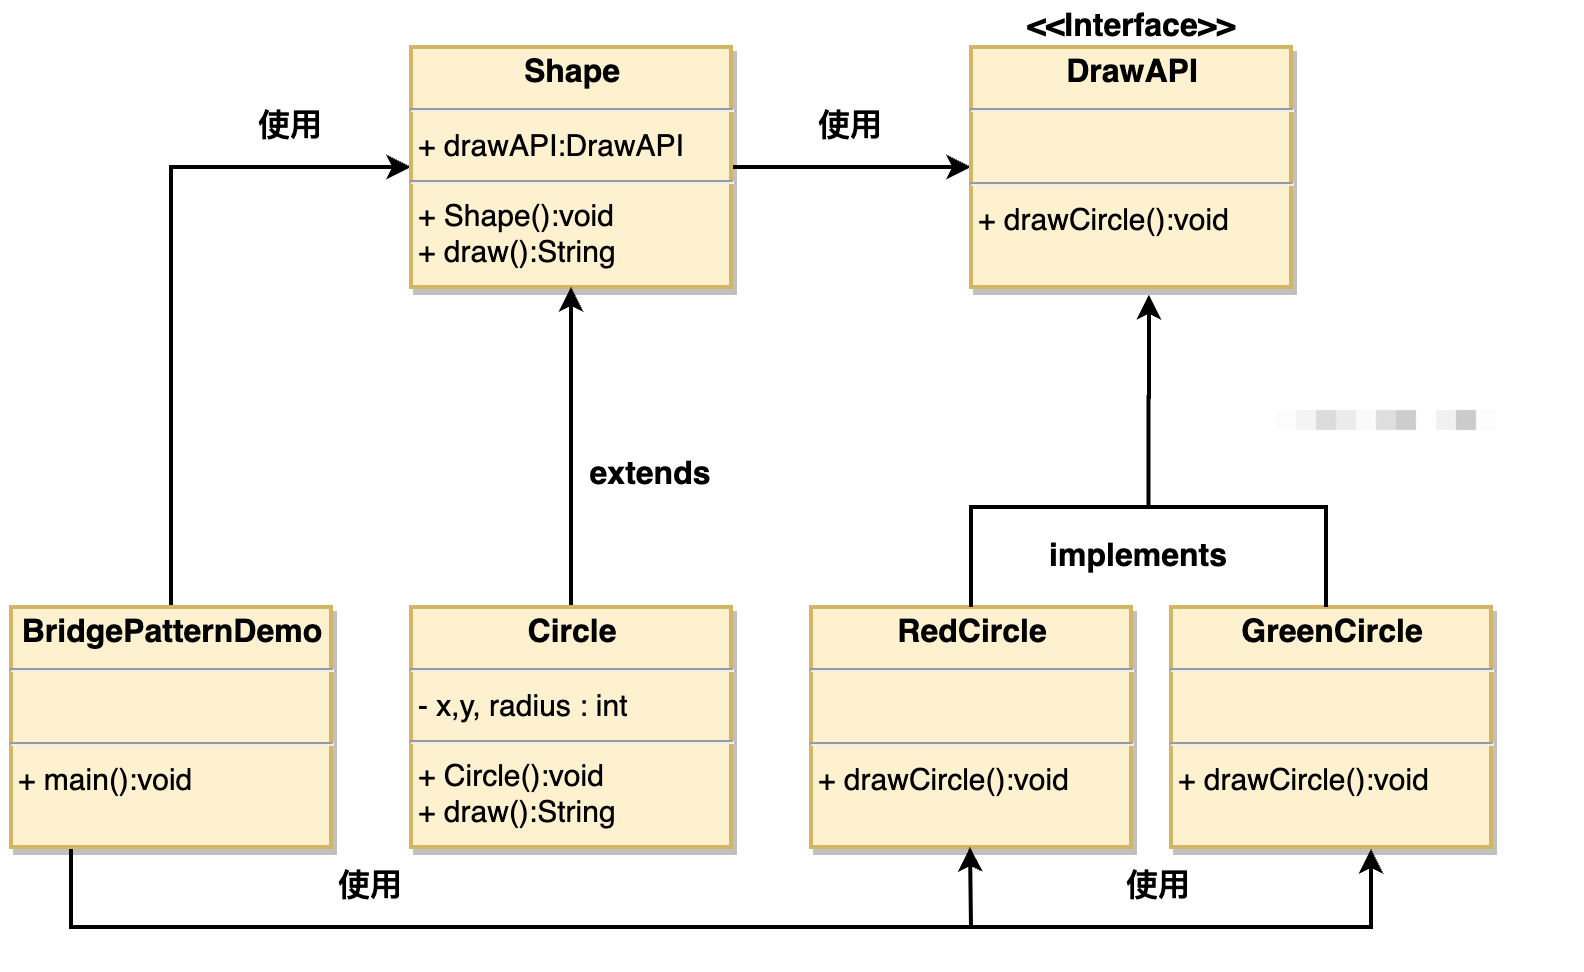 <<Interface>>
Shape
DrawAPI
使用
使用
+ drawAPI:DrawAPI
+ Shape():void
+ draw():String
+ drawCircle():void
extends
implements
BridgePatternDemo
Circle
RedCircle
GreenCircle
- x,y, radius : int
+ main():void
+ Circle():void
+ draw():String
+ drawCircle():void
+ drawCircle():void
使用
使用